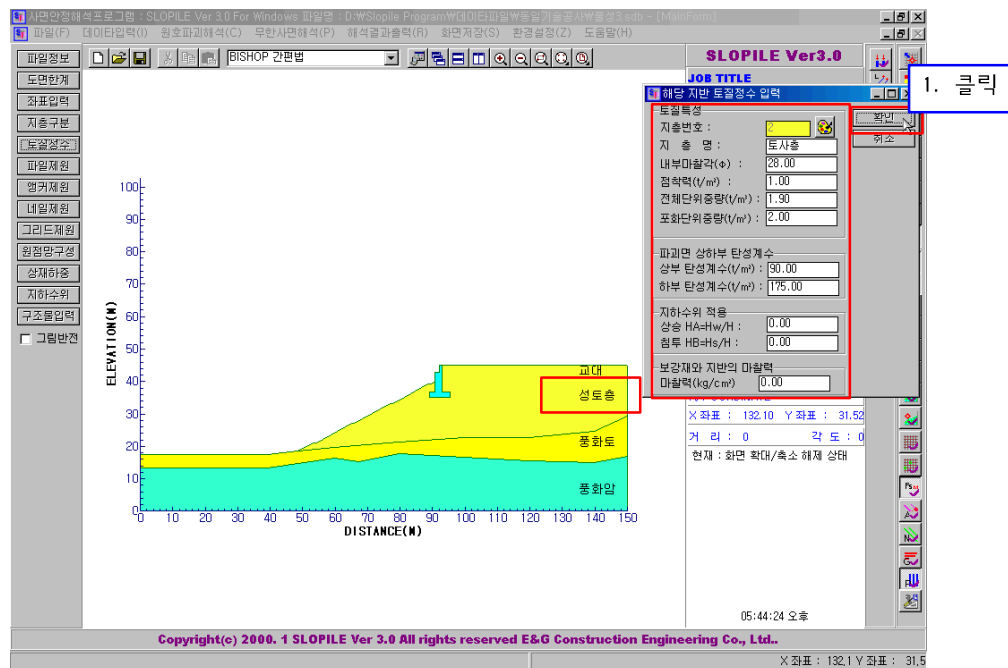 사면안정해석프로그램 : SLOPILE Ver 3.0 For Windows 파일명 : D:₩Slopile Program₩데이타파일₩동일기술공사₩볼성3.sdb - [MainForm]
파일(F) 데이타입력(I) 원호파괴해석(C) 무한사면해석(P) 해석결과출력(R) 화면저장(S) 환경설정(Z) 도움말(H)
BISHOP 간편법
파일정보
도면한계
좌표입력
지층구분
토질정수
파일제원
앵커제원
네일제원
그리드제원
원점망구성
상재하중
지하수위
구조물입력
그림반전
ELEVATION(M)
100
90
80
70
60
50
40
30
20
10
0
0 10 20 30 40 50 60 70 80 90 100 110 120 130 140 150
DISTANCE(M)
교대
성토층
풍화토
풍화암
SLOPILE Ver3.0
JOB TITLE
해당 지반 토질정수 입력
토질특성
지층번호 : 2
지 층 명 : 토사층
내부마찰각(Φ) : 28.00
점착력(t/m²) : 1.00
전체단위중량(t/m³) : 1.90
포화단위중량(t/m³) : 2.00
파괴면 상하부 탄성계수
상부 탄성계수(t/m²) : 90.00
하부 탄성계수(t/m²) : 175.00
지하수위 적용
상승 HA=Hw/H : 0.00
침투 HB=Hs/H : 0.00
보강재와 지반의 마찰력
마찰력(kg/cm²) 0.00
확인
취소
1. 클릭
X 좌표 : 132.10 Y 좌표 : 31.52
거 리 : 0 각 도 : 0
현재 : 화면 확대/축소 해제 상태
05:44:24 오후
Copyright(c) 2000. 1 SLOPILE Ver 3.0 All rights reserved E&G Construction Engineering Co., Ltd..
X 좌표 : 132.1 Y 좌표 : 31.5